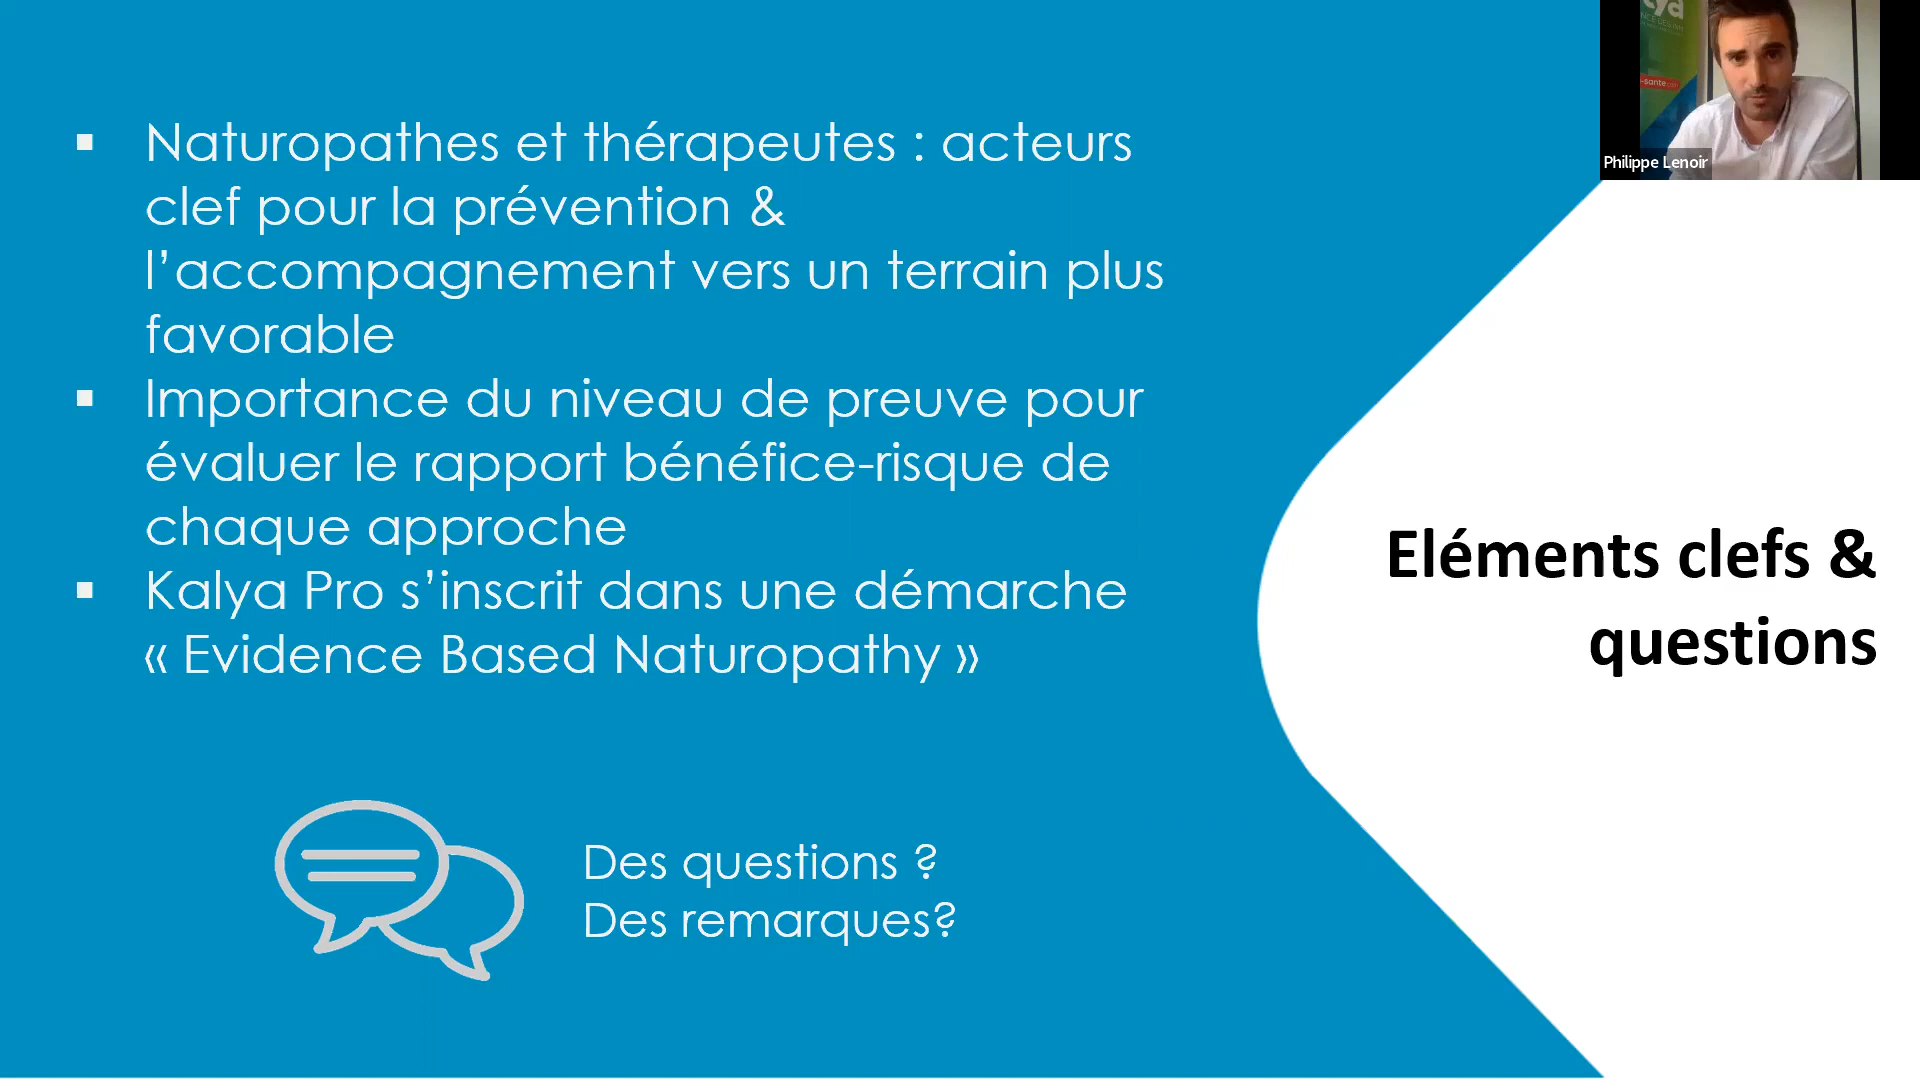 Naturopathes et thérapeutes : acteurs
clef pour la prévention &
l’accompagnement vers un terrain plus
favorable
Importance du niveau de preuve pour
évaluer le rapport bénéfice-risque de
chaque approche
Kalya Pro s’inscrit dans une démarche
« Evidence Based Naturopathy »
Des questions ?
Des remarques?
Eléments clefs &
questions
Philippe Lenoir